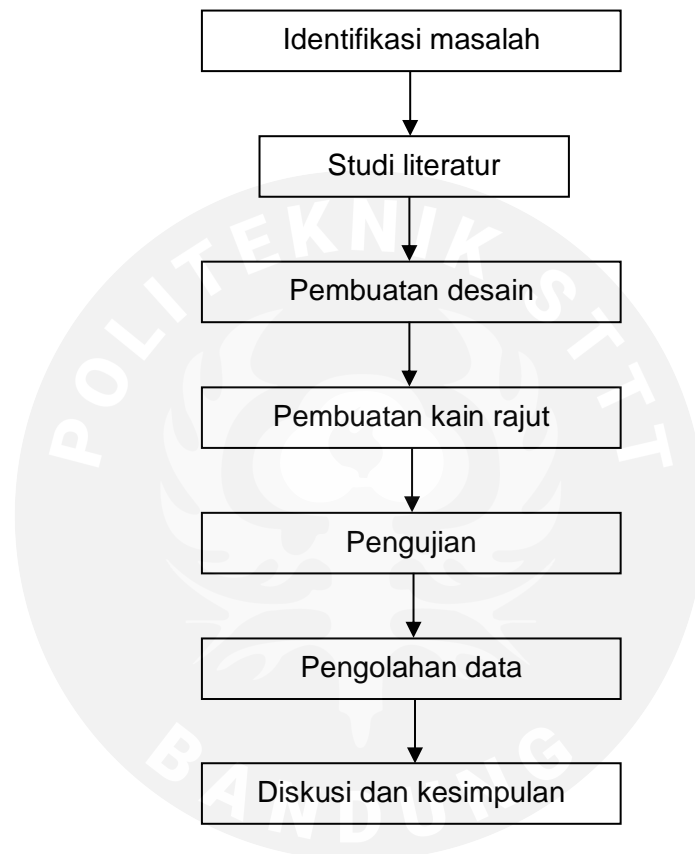 Identifikasi masalah
Studi literatur
POLITEKNIK STTT
Pembuatan desain
Pembuatan kain rajut
Pengujian
Pengolahan data
BANDUNG
Diskusi dan kesimpulan